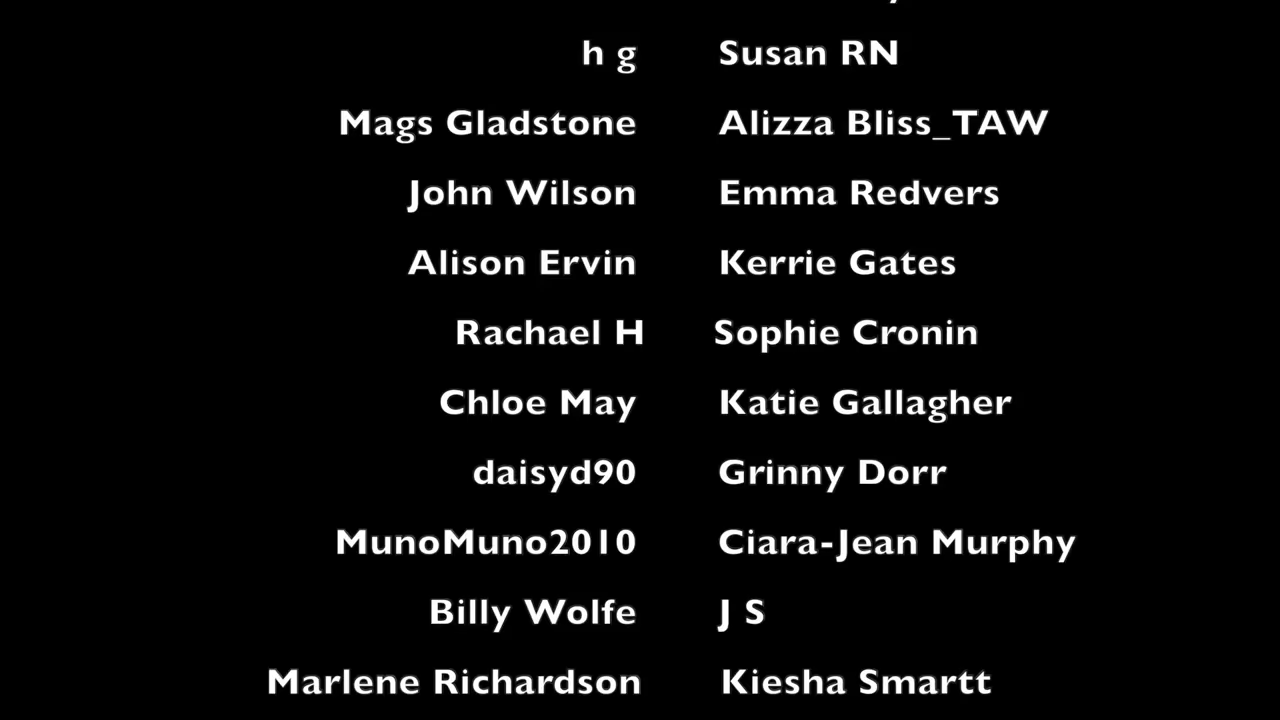 h g Susan RN
Mags Gladstone Alizza Bliss_TAW
John Wilson Emma Redvers
Alison Ervin Kerrie Gates
Rachael H Sophie Cronin
Chloe May Katie Gallagher
daisyd90 Grinny Dorr
MunoMuno2010 Ciara-Jean Murphy
Billy Wolfe J S
Marlene Richardson Kiesha Smartt